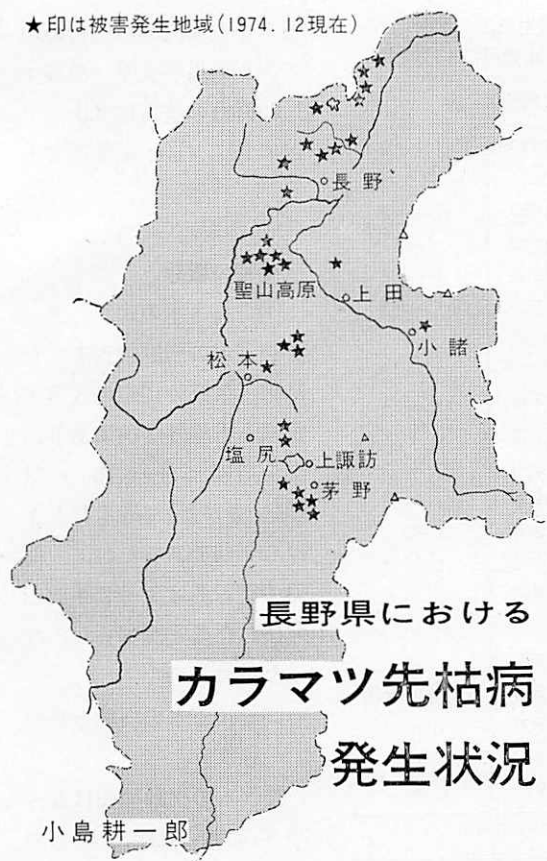 ★印は被害発生地域(1974.12現在)
長野
聖山高原
上田
小諸
松本
塩尻
上諏訪
茅野
長野県における
カラマツ先枯病
発生状況
小島耕一郎